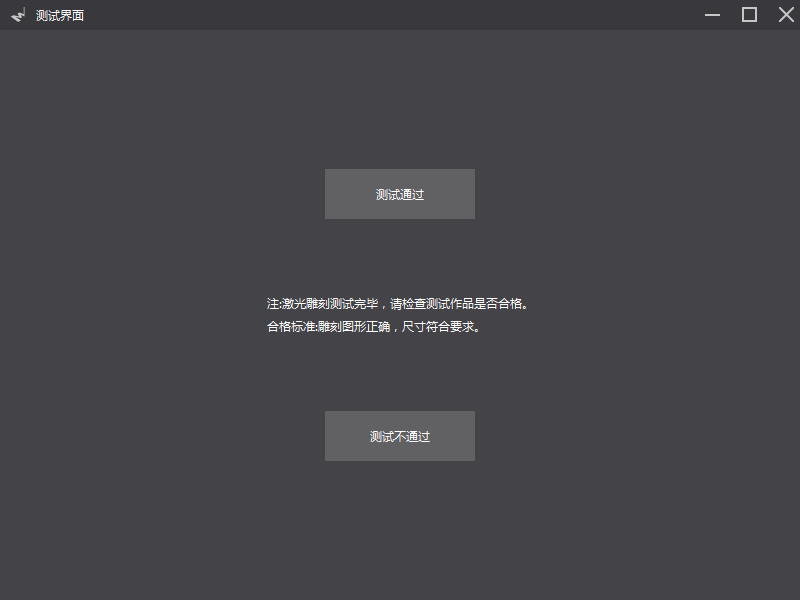 测试界面
测试通过
注:激光雕刻测试完毕，请检查测试作品是否合格。
合格标准:雕刻图形正确，尺寸符合要求。
测试不通过